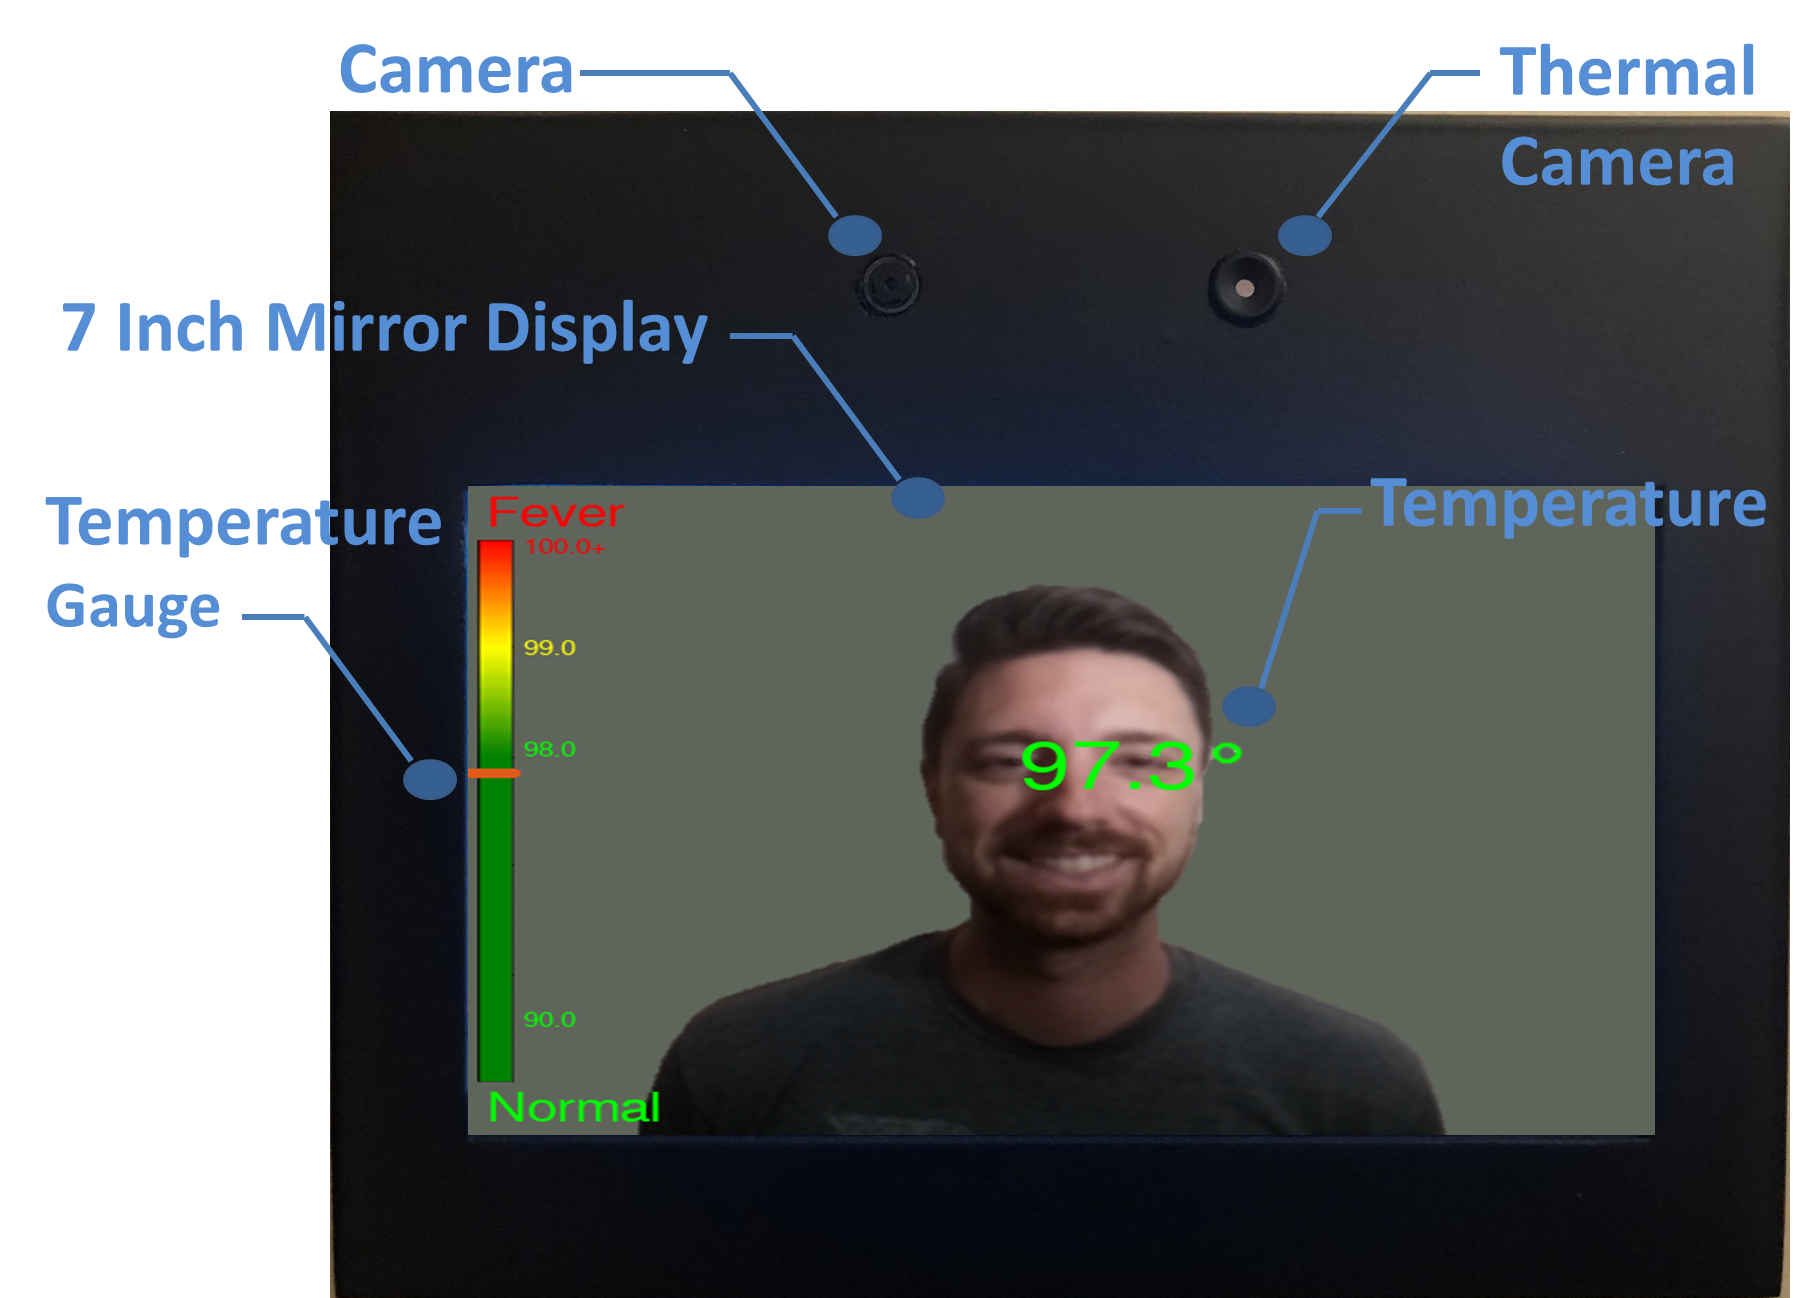 Camera
Thermal
Camera
7 Inch Mirror Display
Temperature
Gauge
Temperature
Fever
100.0+
99.0
98.0
97.3°
90.0
Normal